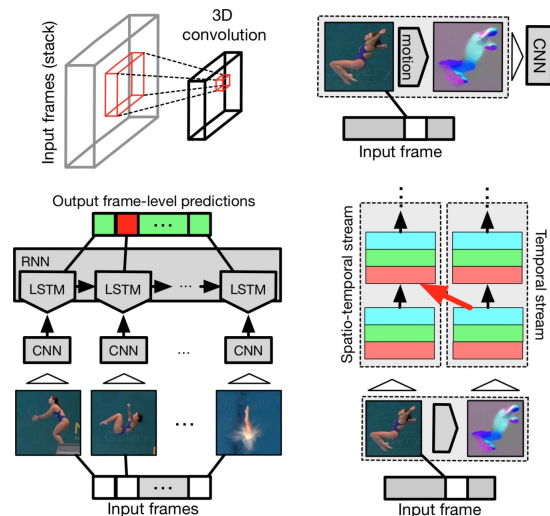 3D
convolution
Input frames (stack)
motion
CNN
Input frame
Output frame-level predictions
...
RNN
LSTM
LSTM
...
LSTM
CNN
CNN
...
CNN
...
...
Input frames
...
...
Spatio-temporal stream
Temporal stream
Input frame